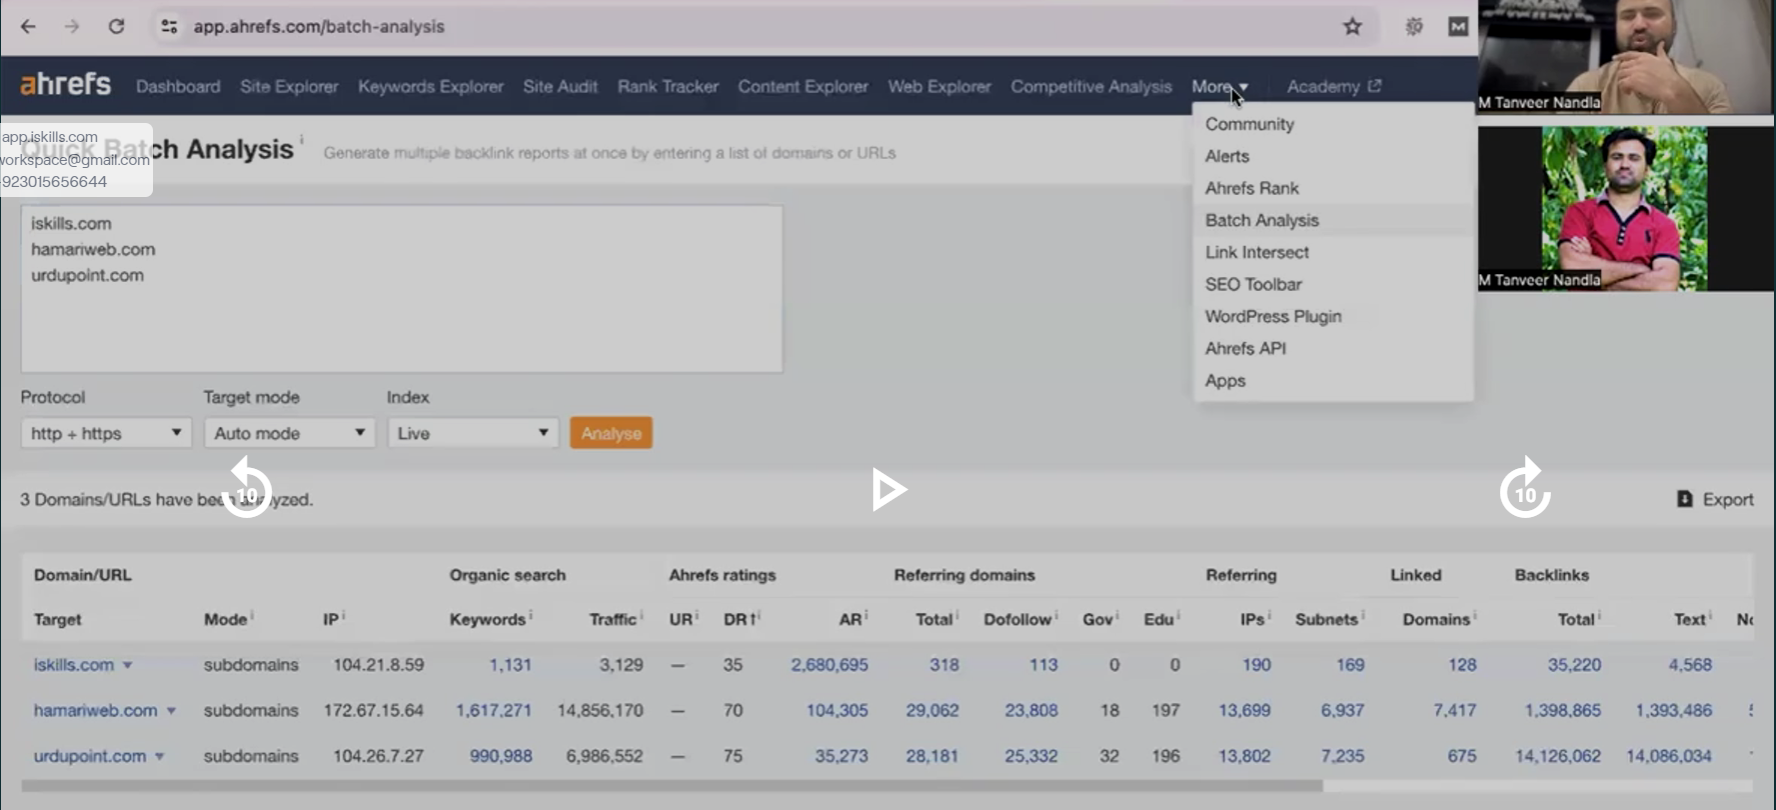 app.ahrefs.com/batch-analysis
ahrefs Dashboard Site Explorer Keywords Explorer Site Audit Rank Tracker Content Explorer Web Explorer Competitive Analysis More Academy
M Tanveer Nandla
Community
Alerts
Ahrefs Rank
Batch Analysis
Link Intersect
SEO Toolbar
WordPress Plugin
Ahrefs API
Apps
M Tanveer Nandla
app.iskills.com
workspace@gmail.com
923015656644
Quick Batch Analysis i Generate multiple backlink reports at once by entering a list of domains or URLs
iskills.com
hamariweb.com
urdupoint.com
Protocol Target mode Index
http + https Auto mode Live Analyse
10 10
3 Domains/URLs have been analyzed. Export
Domain/URL Organic search Ahrefs ratings Referring domains Referring Linked Backlinks
Target Mode i IP i Keywords i Traffic i UR i DR↑ i AR i Total i Dofollow i Gov i Edu i IPs i Subnets i Domains i Total i Text i
iskills.com subdomains 104.21.8.59 1,131 3,129 — 35 2,680,695 318 113 0 0 190 169 128 35,220 4,568
hamariweb.com subdomains 172.67.15.64 1,617,271 14,856,170 — 70 104,305 29,062 23,808 18 197 13,699 6,937 7,417 1,398,865 1,393,486
urdupoint.com subdomains 104.26.7.27 990,988 6,986,552 — 75 35,273 28,181 25,332 32 196 13,802 7,235 675 14,126,062 14,086,034